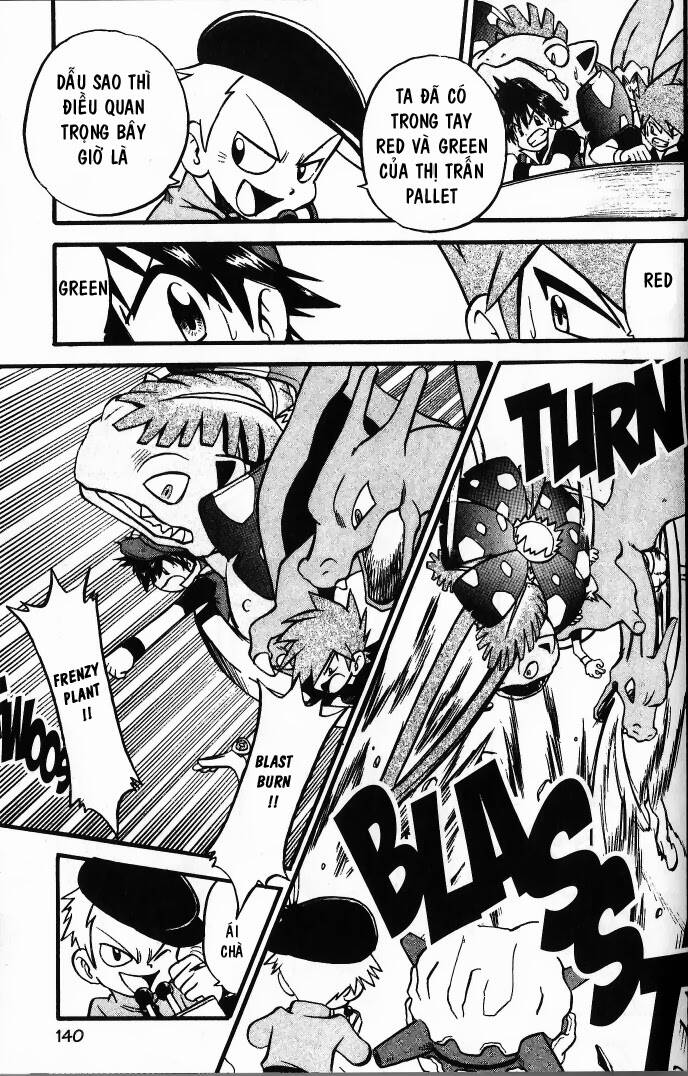 TA ĐÃ CÓ
TRONG TAY
RED VÀ GREEN
CỦA THỊ TRẤN
PALLET
DẪU SAO THÌ
ĐIỀU QUAN
TRỌNG BÂY
GIỜ LÀ
RED
GREEN
TURN
FRENZY
PLANT
!!
BLAST
BURN
!!
BLASST
ÁI
CHÀ
140